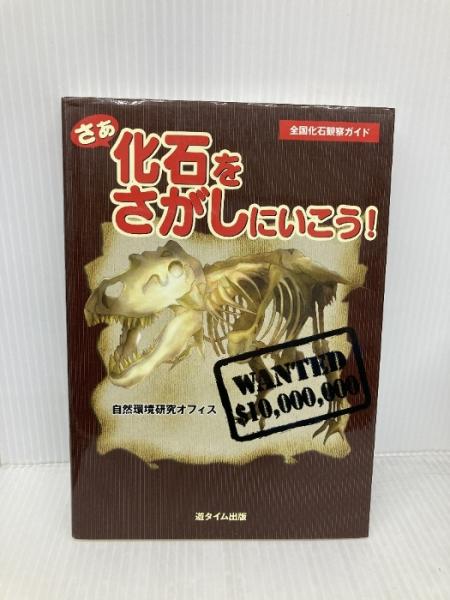 全国化石観察ガイド
さあ
化石を
さがしにいこう!
WANTED
$10,000,000
自然環境研究オフィス
遊タイム出版